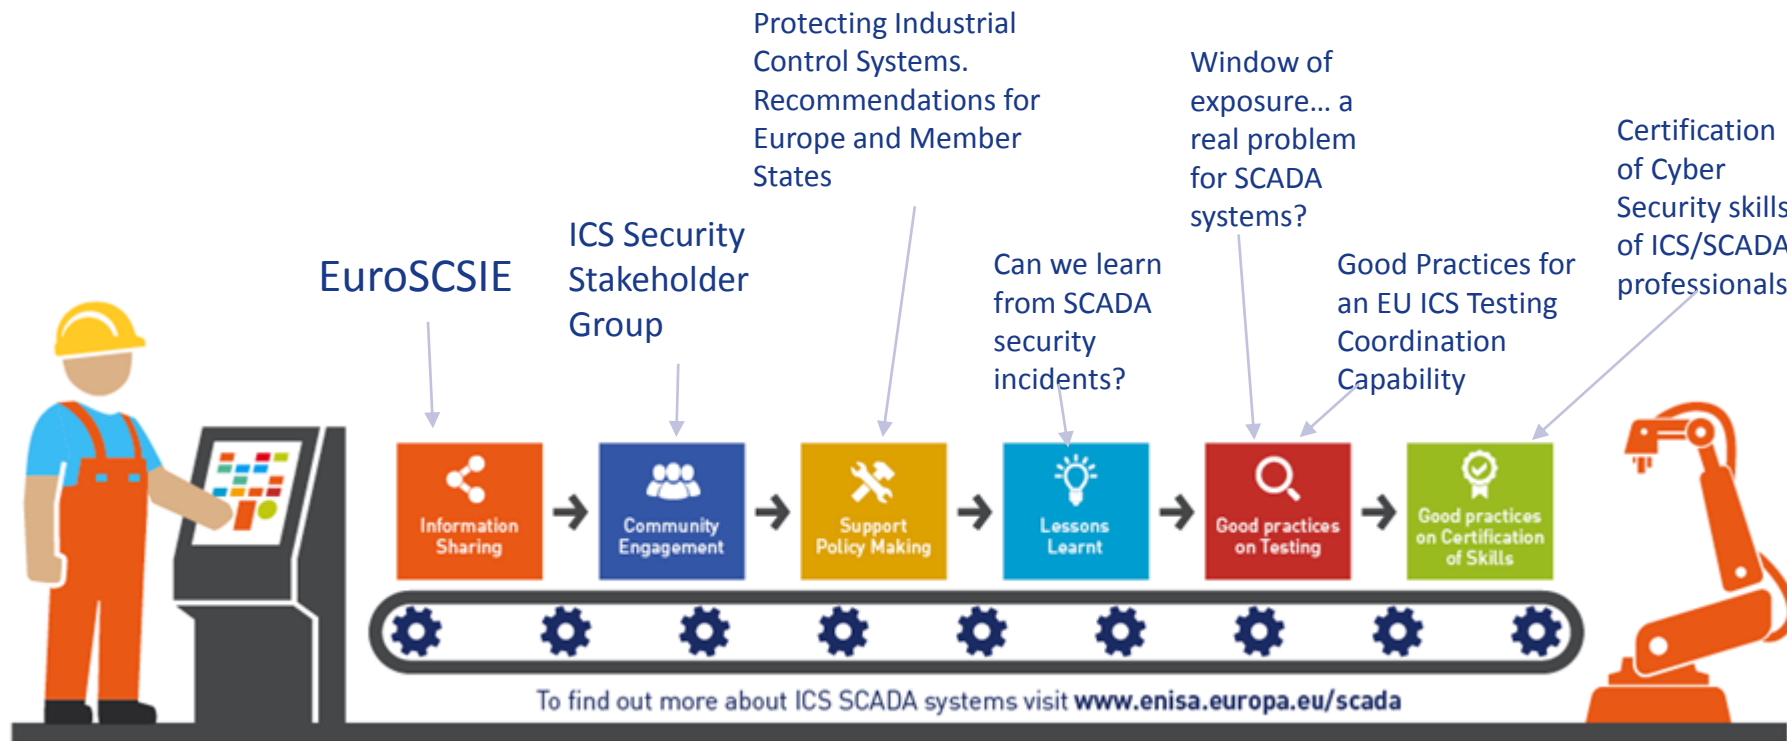 Protecting Industrial
Control Systems.
Recommendations for
Europe and Member
States
Window of
exposure... a
real problem
for SCADA
systems?
Certification
of Cyber
Security skills
of ICS/SCADA
professionals
EuroSCSIE
ICS Security
Stakeholder
Group
Can we learn
from SCADA
security
incidents?
Good Practices for
an EU ICS Testing
Coordination
Capability
Information
Sharing
Community
Engagement
Support
Policy Making
Lessons
Learnt
Good practices
on Testing
Good practices
on Certification
of Skills
To find out more about ICS SCADA systems visit www.enisa.europa.eu/scada